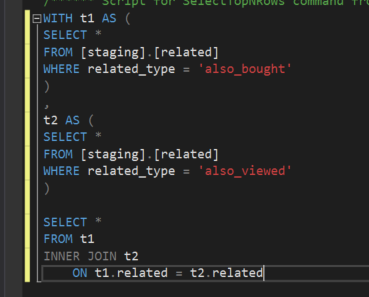 /****** Script for SelectTopNRows command fro
WITH t1 AS (
SELECT *
FROM [staging].[related]
WHERE related_type = 'also_bought'
)
,
t2 AS (
SELECT *
FROM [staging].[related]
WHERE related_type = 'also_viewed'
)
SELECT *
FROM t1
INNER JOIN t2
ON t1.related = t2.related